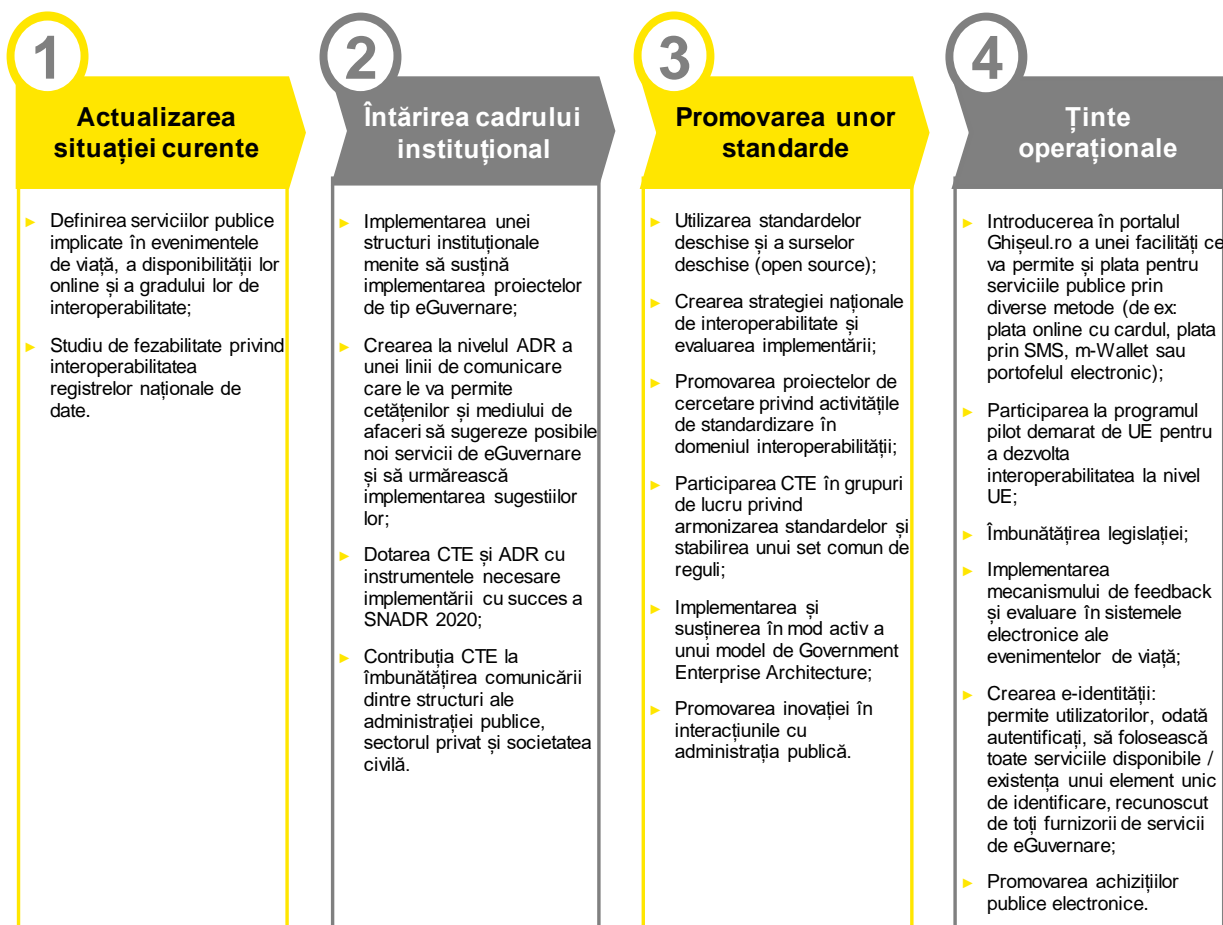 1
Actualizarea
situației curente
► Definirea serviciilor publice
implicate în evenimentele
de viață, a disponibilității lor
online și a gradului lor de
interoperabilitate;
► Studiu de fezabilitate privind
interoperabilitatea
registrelor naționale de
date.
2
Întărirea cadrului
instituțional
► Implementarea unei
structuri instituționale
menite să susțină
implementarea proiectelor
de tip eGuvernare;
► Crearea la nivelul ADR a
unei linii de comunicare
care le va permite
cetățenilor și mediului de
afaceri să sugereze posibile
noi servicii de eGuvernare
și să urmărească
implementarea sugestiilor
lor;
► Dotarea CTE și ADR cu
instrumentele necesare
implementării cu succes a
SNADR 2020;
► Contribuția CTE la
îmbunătățirea comunicării
dintre structuri ale
administrației publice,
sectorul privat și societatea
civilă.
3
Promovarea unor
standarde
► Utilizarea standardelor
deschise și a surselor
deschise (open source);
► Crearea strategiei naționale
de interoperabilitate și
evaluarea implementării;
► Promovarea proiectelor de
cercetare privind activitățile
de standardizare în
domeniul interoperabilității;
► Participarea CTE în grupuri
de lucru privind
armonizarea standardelor și
stabilirea unui set comun de
reguli;
► Implementarea și
susținerea în mod activ a
unui model de Government
Enterprise Architecture;
► Promovarea inovației în
interacțiunile cu
administrația publică.
4
Ținte
operaționale
► Introducerea în portalul
Ghișeul.ro a unei facilități ce
va permite și plata pentru
serviciile publice prin
diverse metode (de ex:
plata online cu cardul, plata
prin SMS, m-Wallet sau
portofelul electronic);
► Participarea la programul
pilot demarat de UE pentru
a dezvolta
interoperabilitatea la nivel
UE;
► Îmbunătățirea legislației;
► Implementarea
mecanismului de feedback
și evaluare în sistemele
electronice ale
evenimentelor de viață;
► Crearea e-identității:
permite utilizatorilor, odată
autentificați, să folosească
toate serviciile disponibile /
existența unui element unic
de identificare, recunoscut
de toți furnizorii de servicii
de eGuvernare;
► Promovarea achizițiilor
publice electronice.